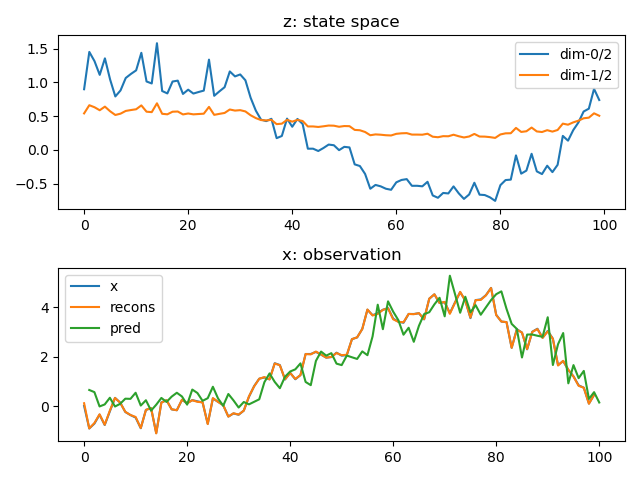 z: state space
1.5
1.0
0.5
0.0
−0.5
dim-0/2
dim-1/2
0 20 40 60 80 100
x: observation
4
2
0
x
recons
pred
0 20 40 60 80 100